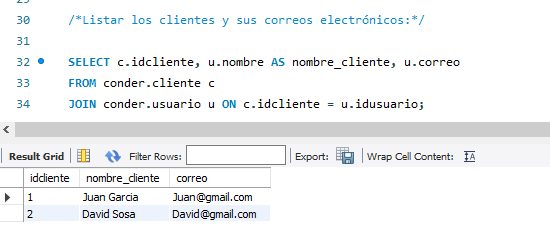 30 /*Listar los clientes y sus correos electrónicos:*/
31
32 SELECT c.idcliente, u.nombre AS nombre_cliente, u.correo
33 FROM conder.cliente c
34 JOIN conder.usuario u ON c.idcliente = u.idusuario;
Result Grid Filter Rows: Export: Wrap Cell Content:
idcliente nombre_cliente correo
1 Juan Garcia Juan@gmail.com
2 David Sosa David@gmail.com